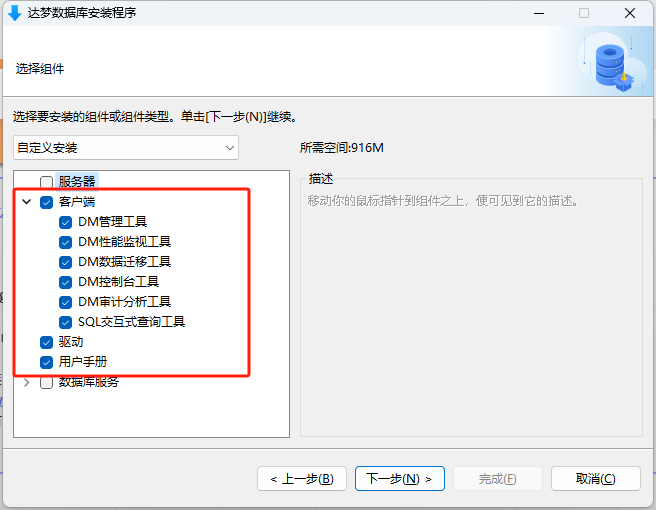 达梦数据库安装程序
选择组件
选择要安装的组件或组件类型。单击[下一步(N)]继续。
自定义安装
所需空间:916M
服务器
客户端
DM管理工具
DM性能监视工具
DM数据迁移工具
DM控制台工具
DM审计分析工具
SQL交互式查询工具
驱动
用户手册
数据库服务
描述
移动你的鼠标指针到组件之上，便可见到它的描述。
< 上一步(B)
下一步(N) >
完成(F)
取消(C)